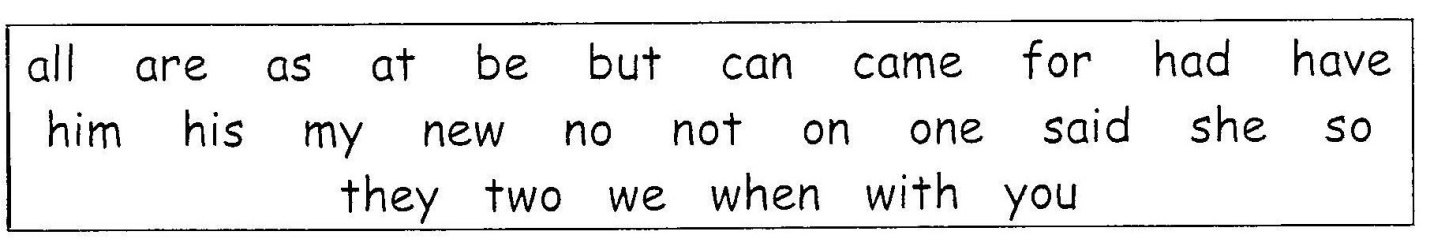 all are as at be but can came for had have
him his my new no not on one said she so
they two we when with you